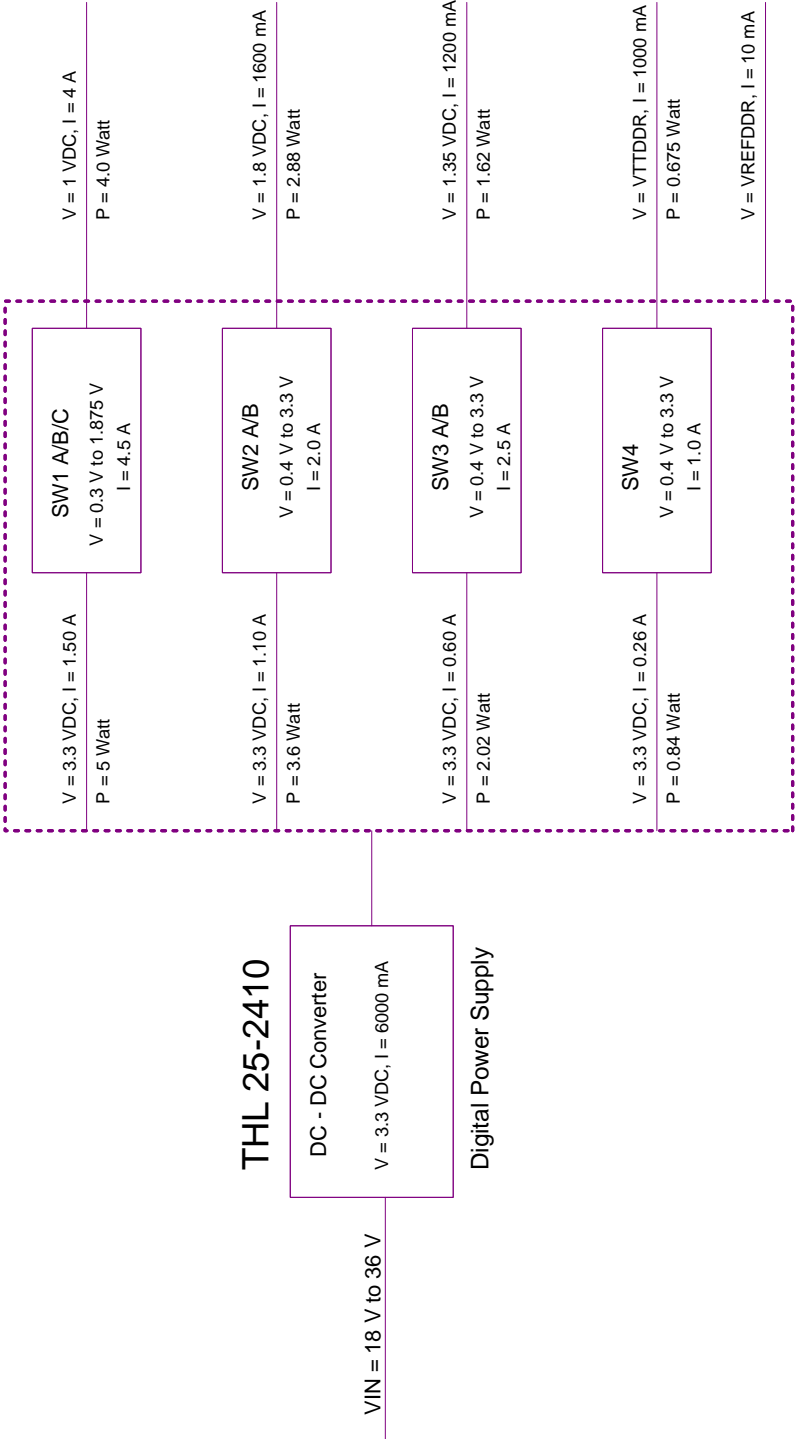 VIN = 18 V to 36 V
THL 25-2410
DC - DC Converter
V = 3.3 VDC, I = 6000 mA
Digital Power Supply
V = 3.3 VDC, I = 1.50 A
P = 5 Watt
SW1 A/B/C
V = 0.3 V to 1.875 V
I = 4.5 A
V = 1 VDC, I = 4 A
P = 4.0 Watt
V = 3.3 VDC, I = 1.10 A
P = 3.6 Watt
SW2 A/B
V = 0.4 V to 3.3 V
I = 2.0 A
V = 1.8 VDC, I = 1600 mA
P = 2.88 Watt
V = 3.3 VDC, I = 0.60 A
P = 2.02 Watt
SW3 A/B
V = 0.4 V to 3.3 V
I = 2.5 A
V = 1.35 VDC, I = 1200 mA
P = 1.62 Watt
V = 3.3 VDC, I = 0.26 A
P = 0.84 Watt
SW4
V = 0.4 V to 3.3 V
I = 1.0 A
V = VTTDDR, I = 1000 mA
P = 0.675 Watt
V = VREFDDR, I = 10 mA